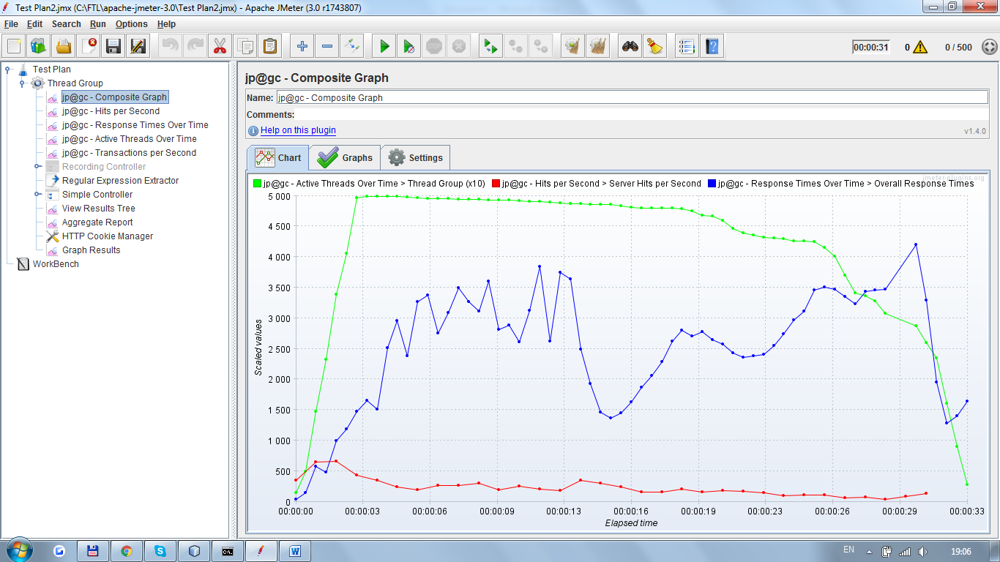 Test Plan2.jmx (C:\FTL\apache-jmeter-3.0\Test Plan2.jmx) - Apache JMeter (3.0 r1743807)
File Edit Search Run Options Help
00:00:31 0 0 / 500
Test Plan
Thread Group
jp@gc - Composite Graph
jp@gc - Hits per Second
jp@gc - Response Times Over Time
jp@gc - Active Threads Over Time
jp@gc - Transactions per Second
Recording Controller
Regular Expression Extractor
Simple Controller
View Results Tree
Aggregate Report
HTTP Cookie Manager
Graph Results
WorkBench
jp@gc - Composite Graph
Name: jp@gc - Composite Graph
Comments:
Help on this plugin v1.4.0
Chart Graphs Settings
jmeter-plugins.org
jp@gc - Active Threads Over Time > Thread Group (x10) jp@gc - Hits per Second > Server Hits per Second jp@gc - Response Times Over Time > Overall Response Times
5 000
4 500
4 000
3 500
3 000
2 500
2 000
1 500
1 000
500
0
Scaled values
00:00:00 00:00:03 00:00:06 00:00:09 00:00:13 00:00:16 00:00:19 00:00:23 00:00:26 00:00:29 00:00:33
Elapsed time
EN 19:06